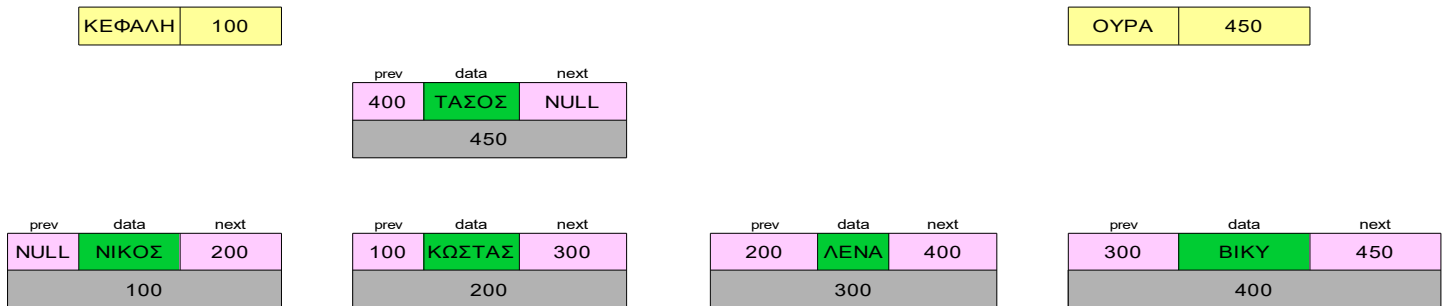 ΚΕΦΑΛΗ 100
ΟΥΡΑ 450
prev data next
400 ΤΑΣΟΣ NULL
450
prev data next
NULL ΝΙΚΟΣ 200
100
prev data next
100 ΚΩΣΤΑΣ 300
200
prev data next
200 ΛΕΝΑ 400
300
prev data next
300 ΒΙΚΥ 450
400